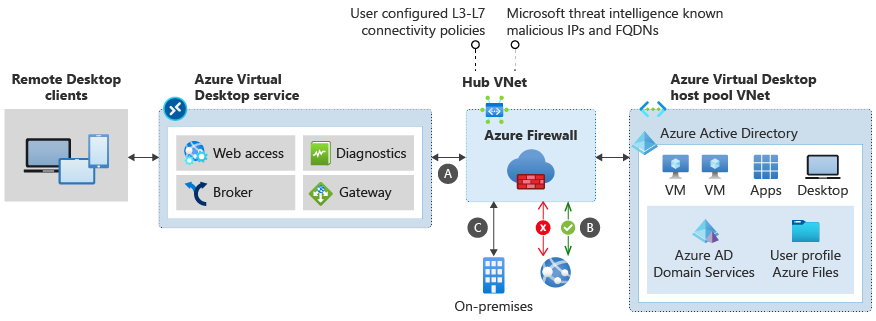 User configured L3-L7
connectivity policies
Microsoft threat intelligence known
malicious IPs and FQDNs
Remote Desktop
clients
Azure Virtual
Desktop service
Hub VNet
Azure Virtual Desktop
host pool VNet
Web access
Diagnostics
Broker
Gateway
A
Azure Firewall
Azure Active Directory
VM
VM
Apps
Desktop
C
B
Azure AD
Domain Services
User profile
Azure Files
On-premises